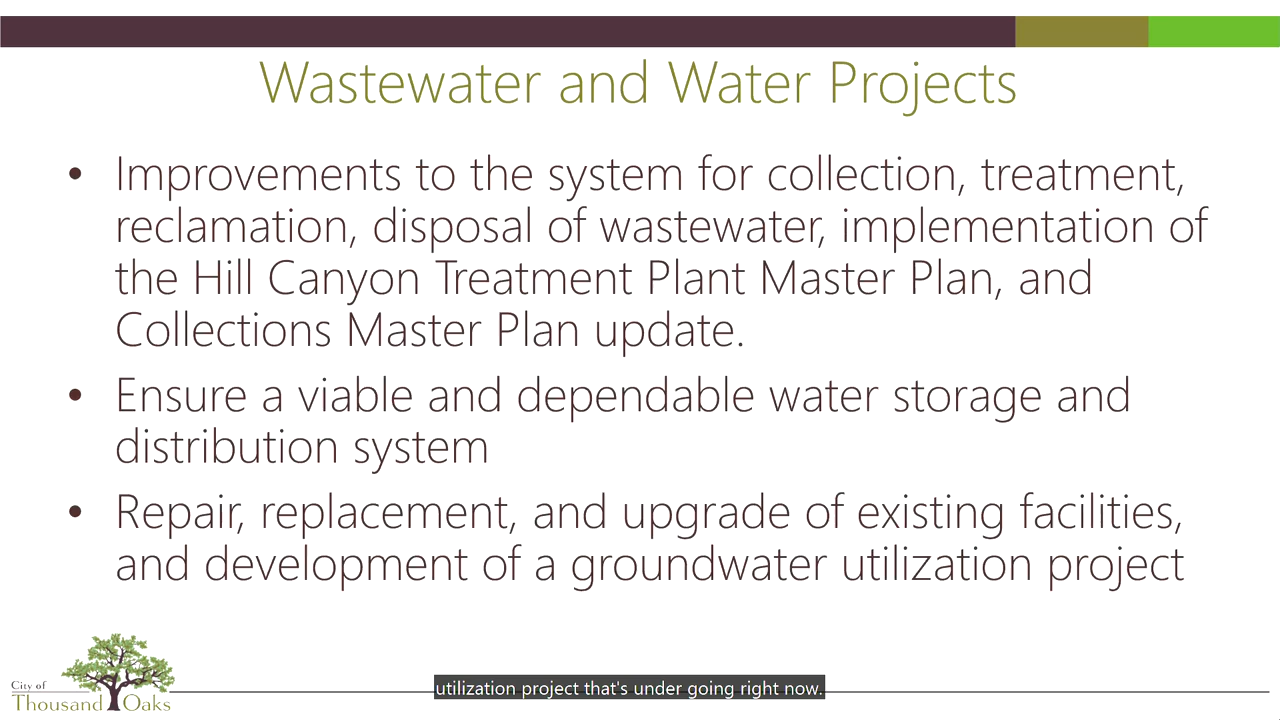 Wastewater and Water Projects
• Improvements to the system for collection, treatment,
reclamation, disposal of wastewater, implementation of
the Hill Canyon Treatment Plant Master Plan, and
Collections Master Plan update.
• Ensure a viable and dependable water storage and
distribution system
• Repair, replacement, and upgrade of existing facilities,
and development of a groundwater utilization project
City of
Thousand Oaks
utilization project that's under going right now.